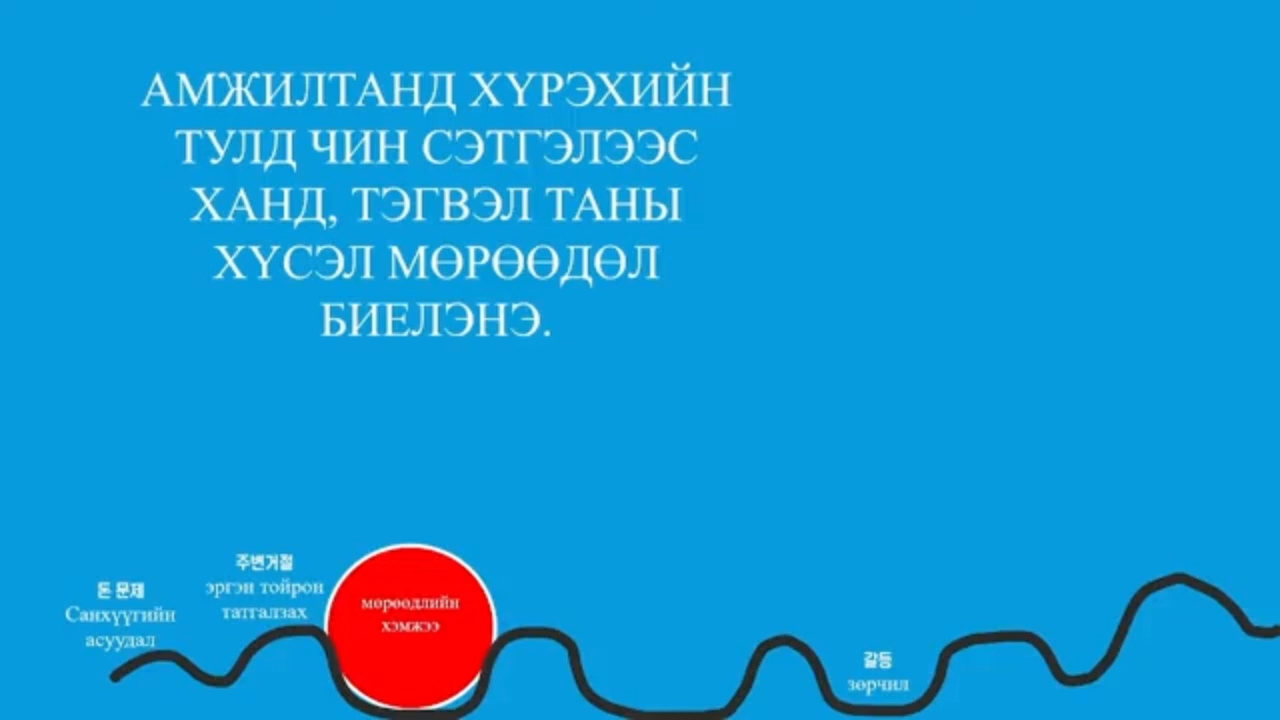 АМЖИЛТАНД ХҮРЭХИЙН
ТУЛД ЧИН СЭТГЭЛЭЭС
ХАНД, ТЭГВЭЛ ТАНЫ
ХҮСЭЛ МӨРӨӨДӨЛ
БИЕЛЭНЭ.
돈 문제
Санхүүгийн
асуудал
주변거절
эргэн тойрон
татгалзах
мөрөөдлийн
хэмжээ
갈등
зөрчил